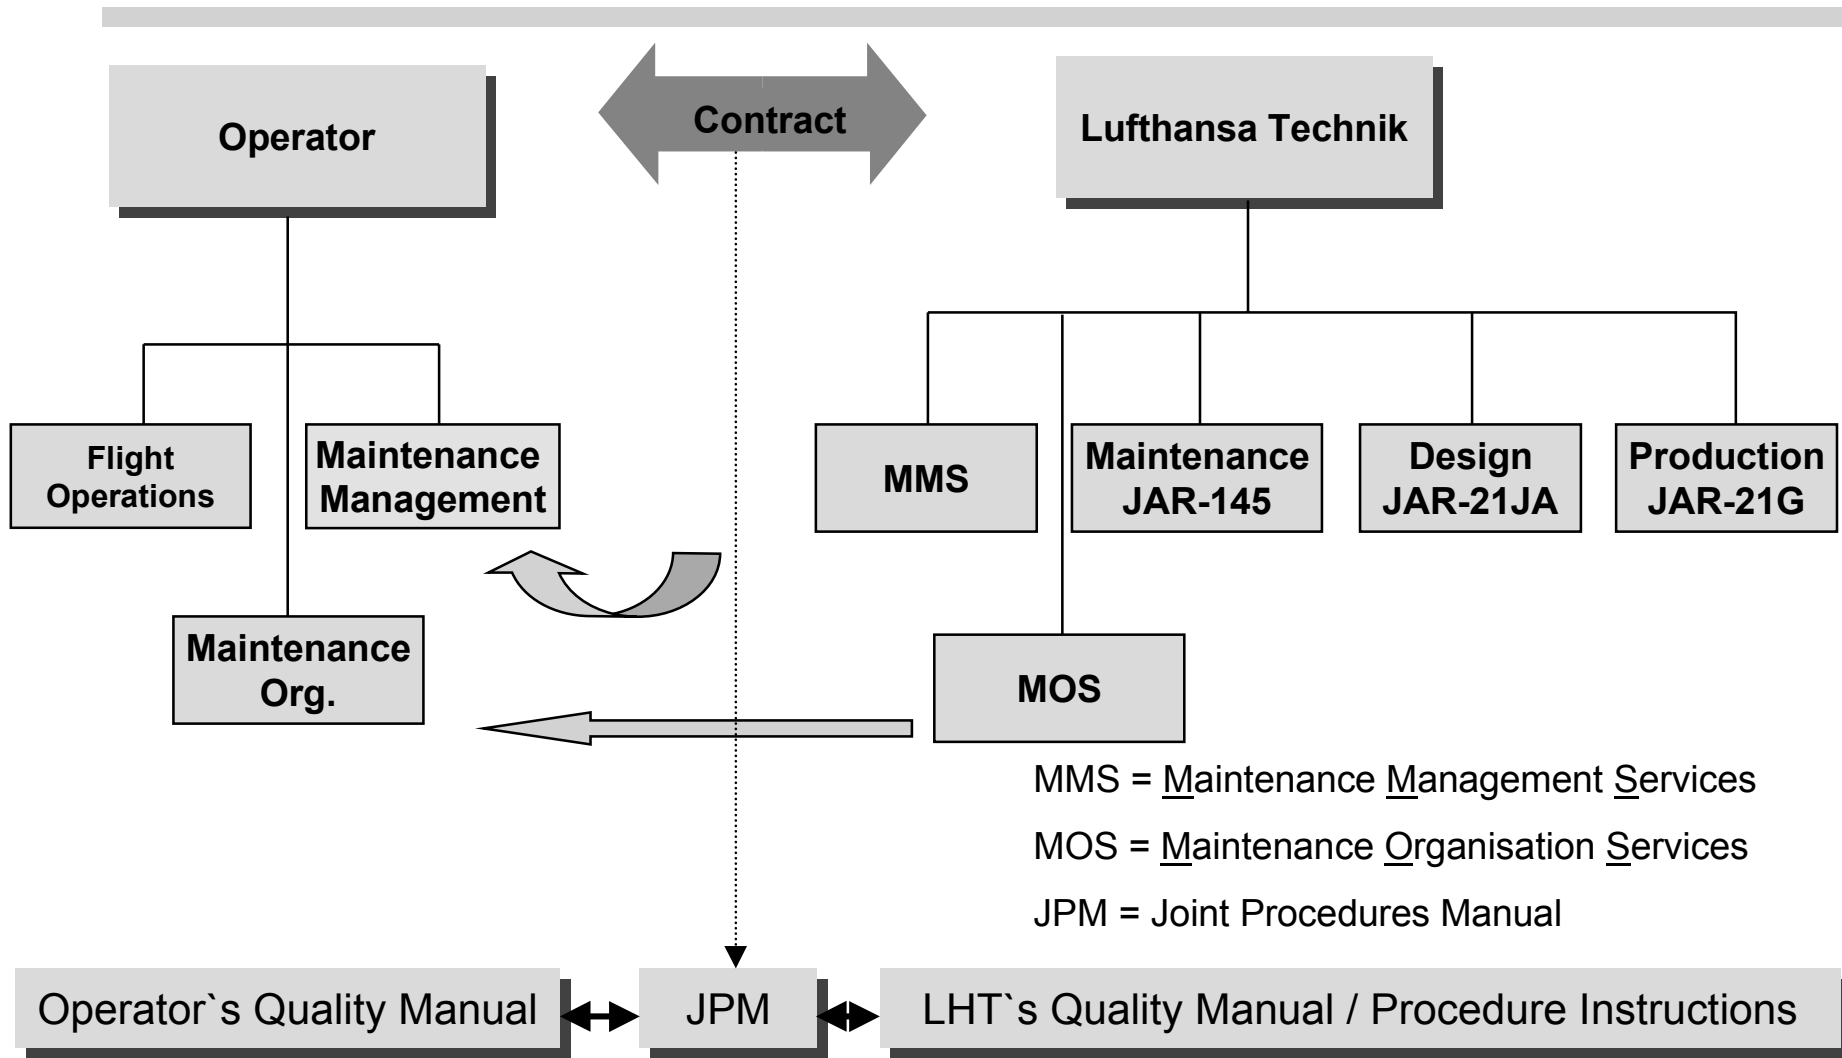 Contract
Operator
Lufthansa Technik
Flight
Operations
Maintenance
Management
MMS
Maintenance
JAR-145
Design
JAR-21JA
Production
JAR-21G
Maintenance
Org.
MOS
MMS = Maintenance Management Services
MOS = Maintenance Organisation Services
JPM = Joint Procedures Manual
Operator`s Quality Manual
JPM
LHT`s Quality Manual / Procedure Instructions